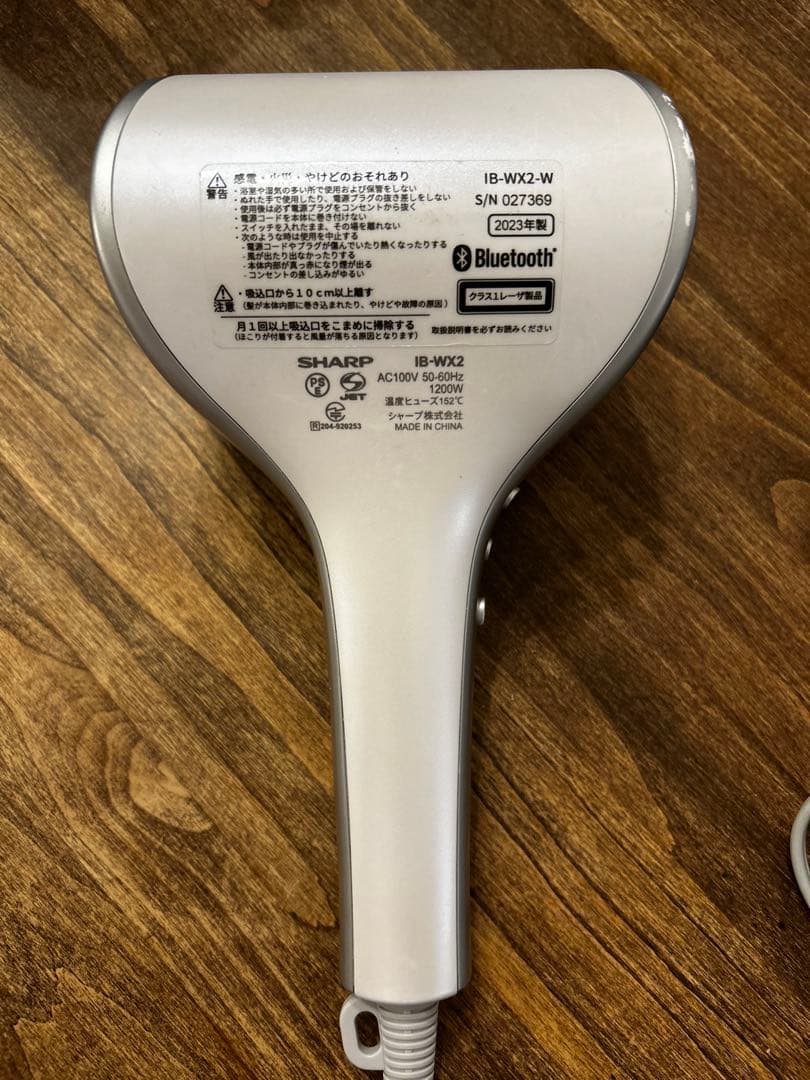 警告
感電・火災・やけどのおそれあり
・浴室や湿気の多い所で使用および保管をしない
・ぬれた手で使用したり、電源プラグの抜き差しをしない
・使用後は必ず電源プラグをコンセントから抜く
・電源コードを本体に巻き付けない
・スイッチを入れたまま、その場を離れない
・次のような時は使用を中止する
- 電源コードやプラグが傷んでいたり熱くなったりする
- 風が出たり出なかったりする
- 本体内部が真っ赤になり煙が出る
- コンセントの差し込みがゆるい
注意
・吸込口から10cm以上離す
(髪が本体内部に巻き込まれたり、やけどや故障の原因)
月1回以上吸込口をこまめに掃除する
(ほこりが付着すると風量が落ちる原因となります)
IB-WX2-W
S/N 027369
2023年製
Bluetooth®
クラス1レーザ製品
取扱説明書を必ずお読みください
SHARP IB-WX2
PSE
JET
AC100V 50-60Hz
1200W
温度ヒューズ152℃
シャープ株式会社
R 204-920253
MADE IN CHINA